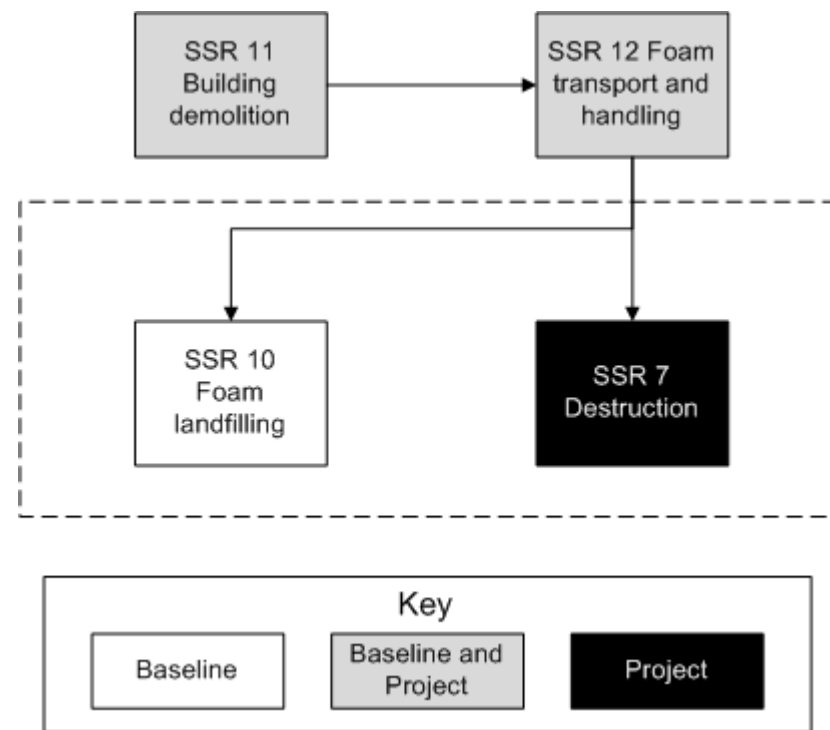 SSR 11
Building
demolition
SSR 12 Foam
transport and
handling
SSR 10
Foam
landfilling
SSR 7
Destruction
Key
Baseline
Baseline and
Project
Project